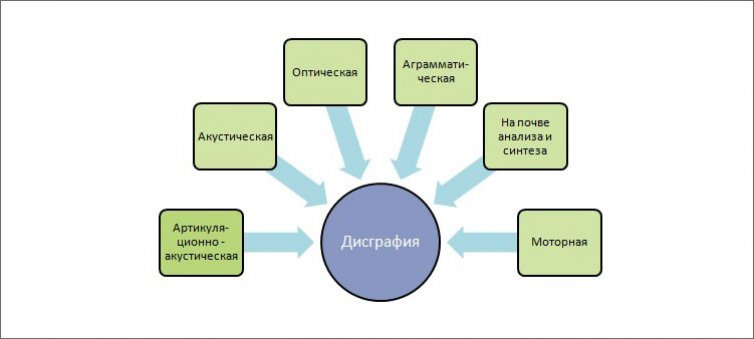 Оптическая
Аграммати-
ческая
Акустическая
На почве
анализа и
синтеза
Артикуля-
ционно -
акустическая
Дисграфия
Моторная